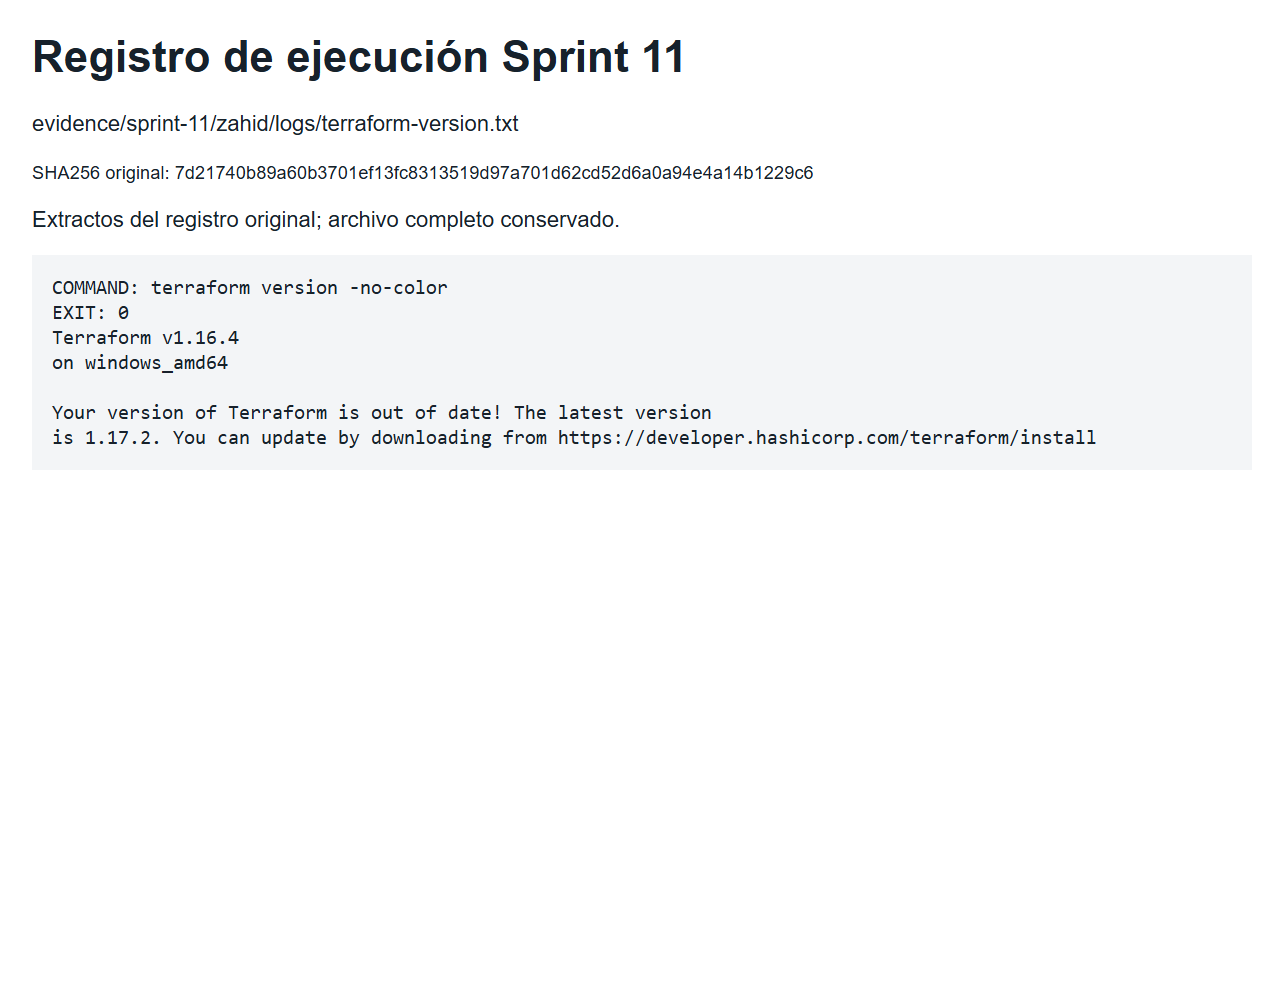 Registro de ejecución Sprint 11
evidence/sprint-11/zahid/logs/terraform-version.txt
SHA256 original: 7d21740b89a60b3701ef13fc8313519d97a701d62cd52d6a0a94e4a14b1229c6
Extractos del registro original; archivo completo conservado.
COMMAND: terraform version -no-color
EXIT: 0
Terraform v1.16.4
on windows_amd64
Your version of Terraform is out of date! The latest version
is 1.17.2. You can update by downloading from https://developer.hashicorp.com/terraform/install